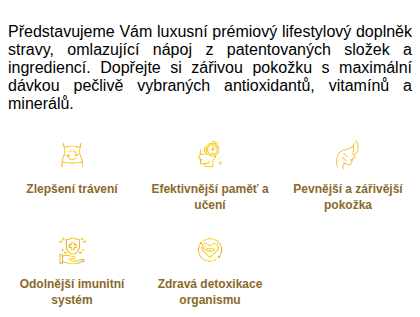 Představujeme Vám luxusní prémiový lifestylový doplněk
stravy, omlazující nápoj z patentovaných složek a
ingrediencí. Dopřejte si zářivou pokožku s maximální
dávkou pečlivě vybraných antioxidantů, vitamínů a
minerálů.
Zlepšení trávení
Efektivnější paměť a
učení
Pevnější a zářivější
pokožka
Odolnější imunitní
systém
Zdravá detoxikace
organismu